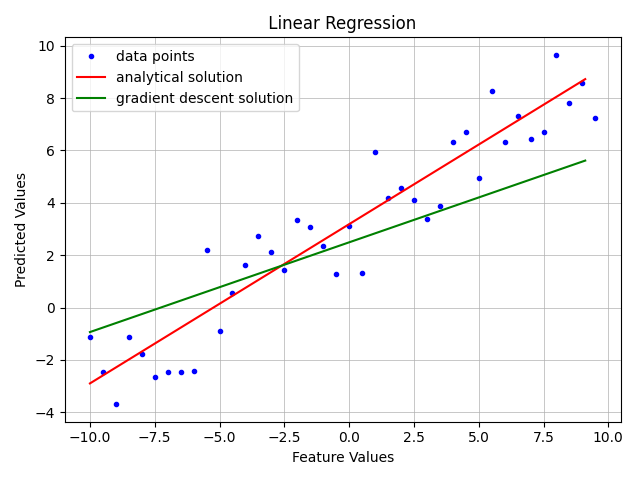 Linear Regression
data points
analytical solution
gradient descent solution
Predicted Values
10
8
6
4
2
0
−2
−4
−10.0 −7.5 −5.0 −2.5 0.0 2.5 5.0 7.5 10.0
Feature Values